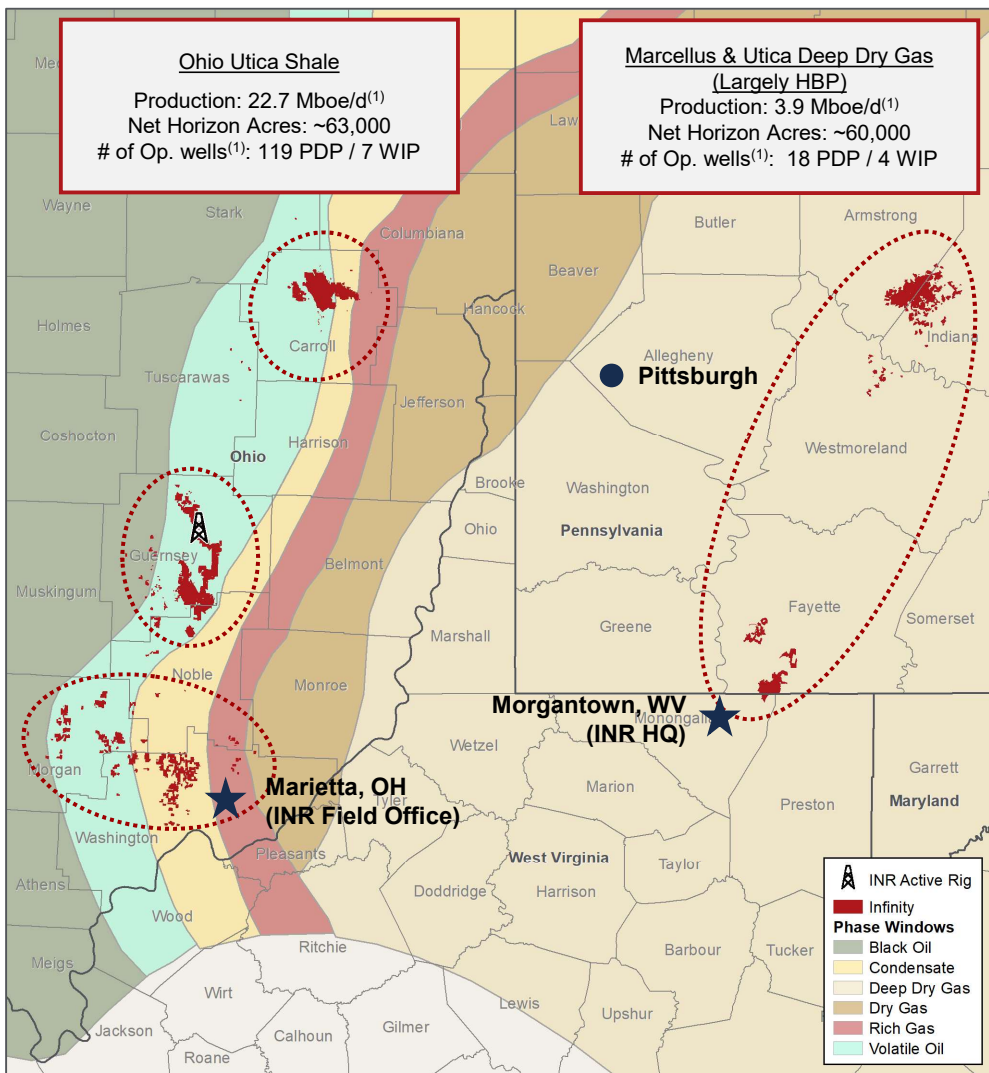 Ohio Utica Shale
Production: 22.7 Mboe/d(1)
Net Horizon Acres: ~63,000
# of Op. wells(1): 119 PDP / 7 WIP
Marcellus & Utica Deep Dry Gas
(Largely HBP)
Production: 3.9 Mboe/d(1)
Net Horizon Acres: ~60,000
# of Op. wells(1): 18 PDP / 4 WIP
Wayne
Stark
Columbiana
Butler
Armstrong
Beaver
Holmes
Hancock
Indiana
Carroll
Allegheny
Tuscarawas
Pittsburgh
Jefferson
Coshocton
Harrison
Ohio
Westmoreland
Brooke
Washington
Ohio
Pennsylvania
Guernsey
Belmont
Muskingum
Greene
Fayette
Somerset
Marshall
Noble
Monroe
Morgantown, WV
(INR HQ)
Wetzel
Morgan
Marion
Garrett
Marietta, OH
(INR Field Office)
Tyler
Preston
Maryland
Washington
Pleasants
West Virginia
Taylor
Athens
Doddridge
Harrison
Wood
Ritchie
Barbour
Tucker
Meigs
Wirt
Lewis
Upshur
Jackson
Calhoun
Gilmer
Roane
INR Active Rig
Infinity
Phase Windows
Black Oil
Condensate
Deep Dry Gas
Dry Gas
Rich Gas
Volatile Oil